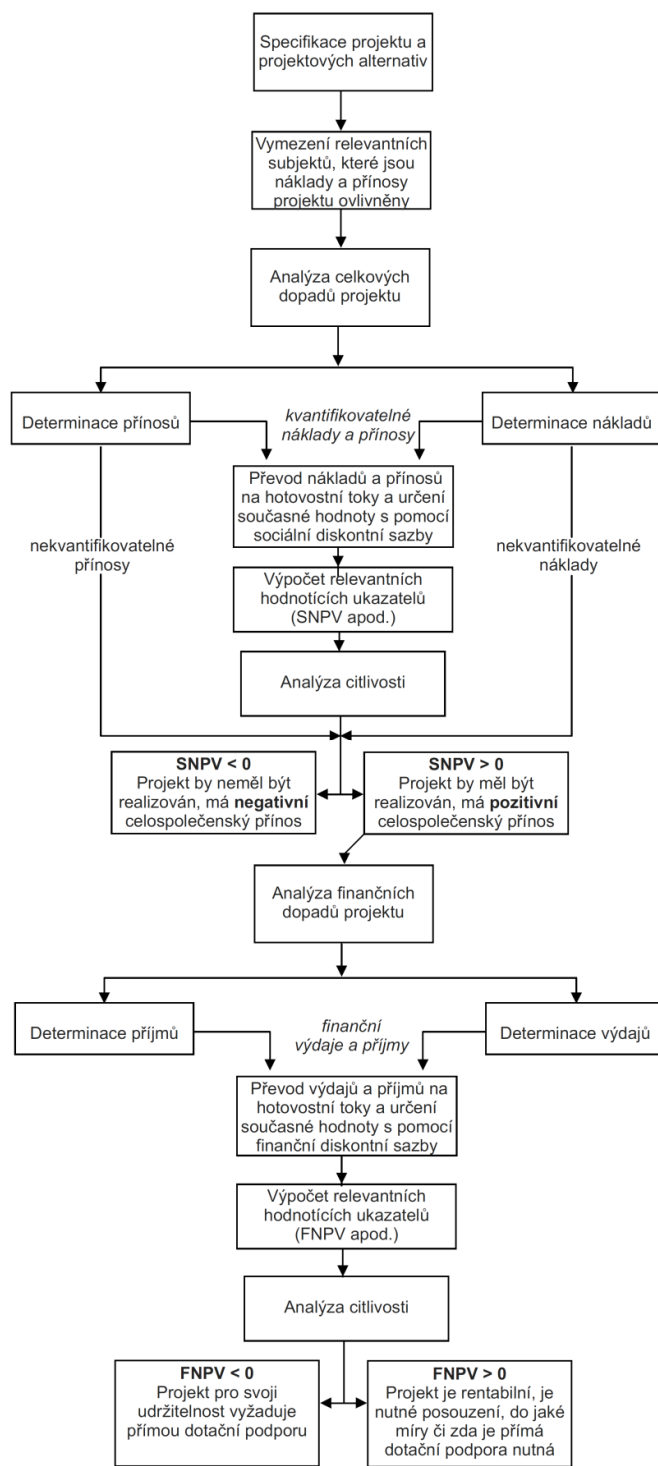 Specifikace projektu a
projektových alternativ
Vymezení relevantních
subjektů, které jsou
náklady a přínosy
projektu ovlivněny
Analýza celkových
dopadů projektu
Determinace přínosů
kvantifikovatelné
náklady a přínosy
Determinace nákladů
Převod nákladů a přínosů
na hotovostní toky a určení
současné hodnoty s pomocí
sociální diskontní sazby
nekvantifikovatelné
přínosy
nekvantifikovatelné
náklady
Výpočet relevantních
hodnotících ukazatelů
(SNPV apod.)
Analýza citlivosti
SNPV < 0
Projekt by neměl být
realizován, má negativní
celospolečenský přínos
SNPV > 0
Projekt by měl být
realizován, má pozitivní
celospolečenský přínos
Analýza finančních
dopadů projektu
Determinace příjmů
finanční
výdaje a příjmy
Determinace výdajů
Převod výdajů a příjmů na
hotovostní toky a určení
současné hodnoty s pomocí
finanční diskontní sazby
Výpočet relevantních
hodnotících ukazatelů
(FNPV apod.)
Analýza citlivosti
FNPV < 0
Projekt pro svoji
udržitelnost vyžaduje
přímou dotační podporu
FNPV > 0
Projekt je rentabilní, je
nutné posouzení, do jaké
míry či zda je přímá
dotační podpora nutná